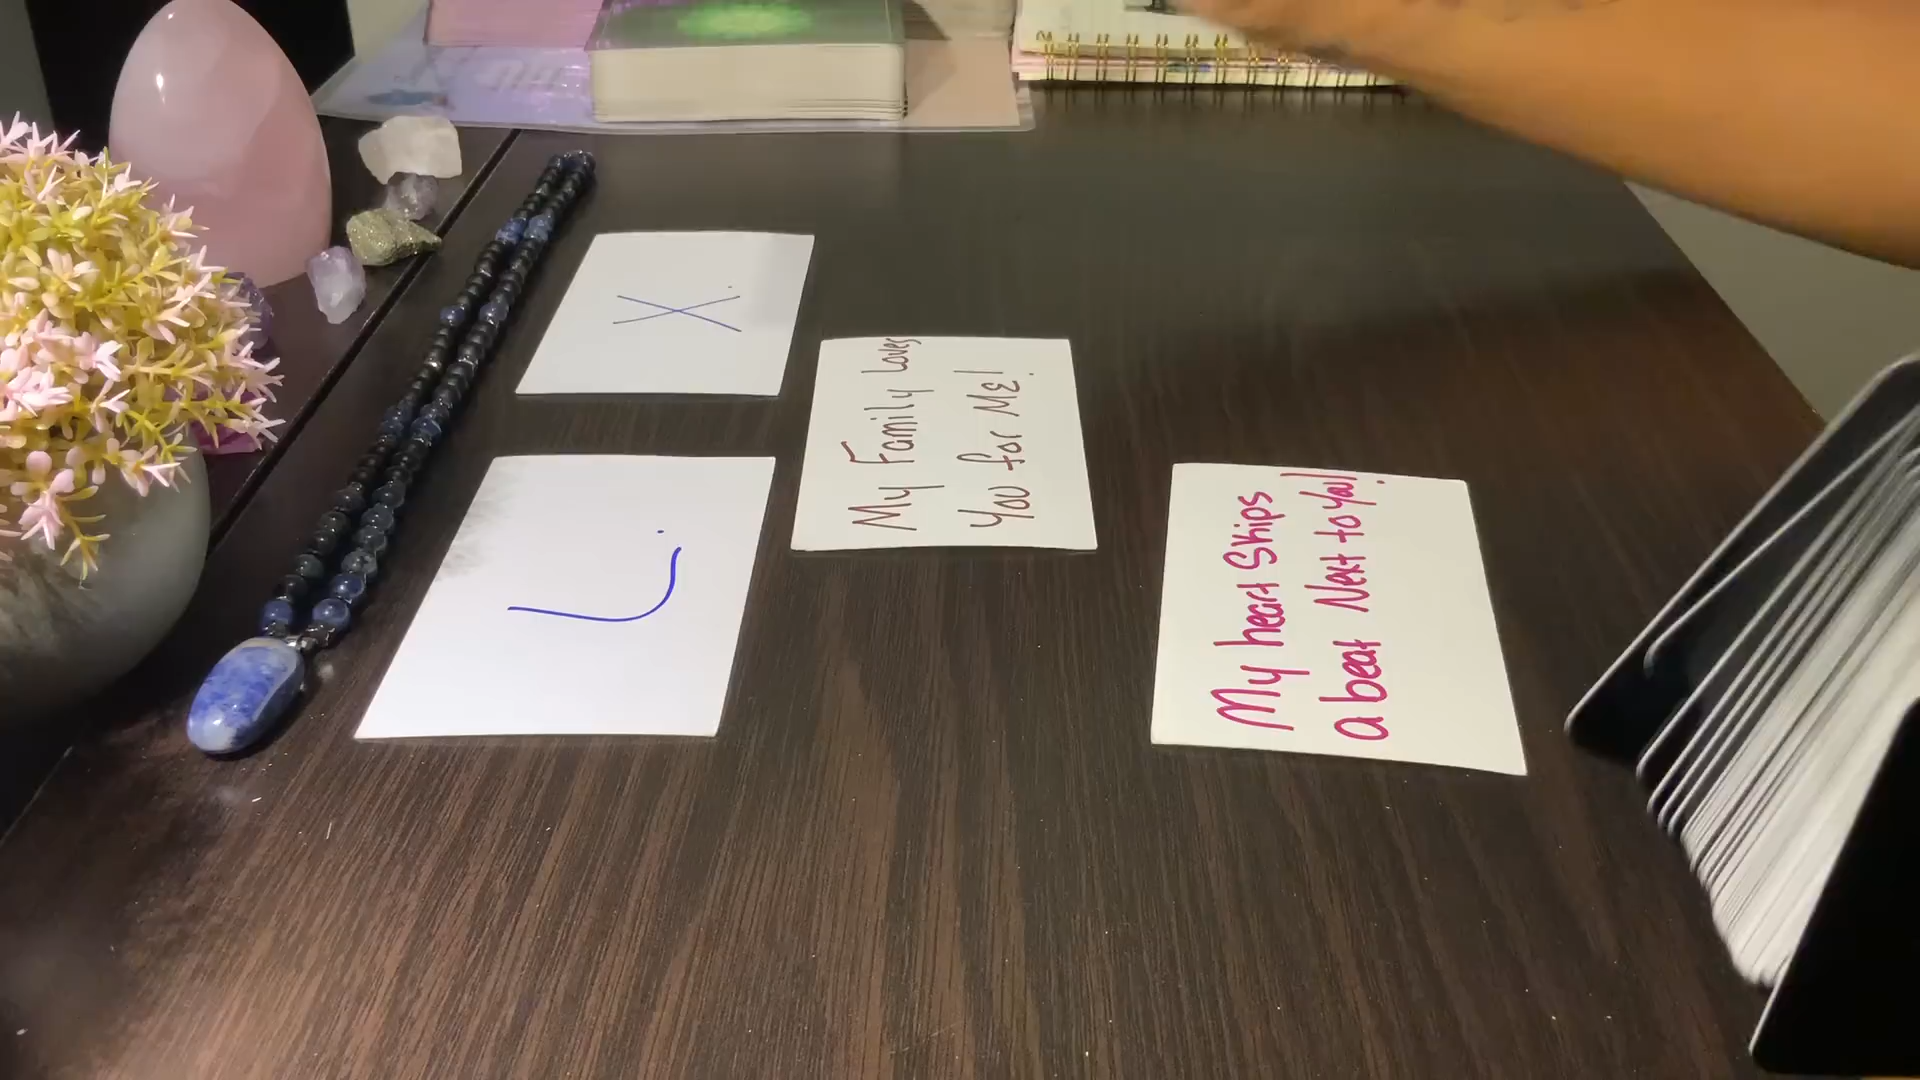 X.
L.
My Family Loves
You for Me!
My heart Skips
a beat Next to You!